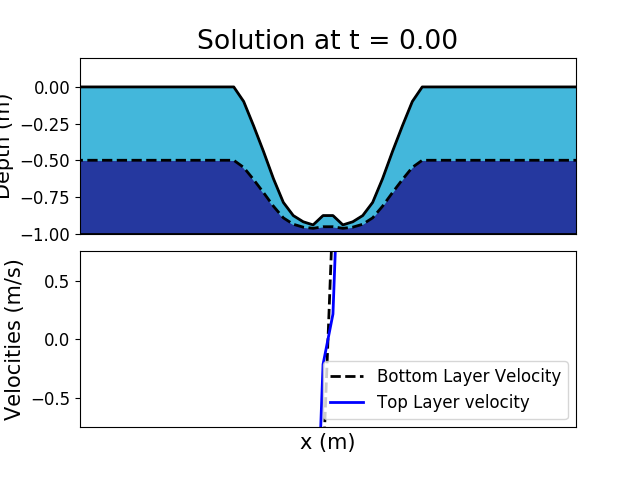 Solution at t = 0.00
Depth (m)
0.00
−0.25
−0.50
−0.75
−1.00
Velocities (m/s)
0.5
0.0
−0.5
Bottom Layer Velocity
Top Layer velocity
x (m)